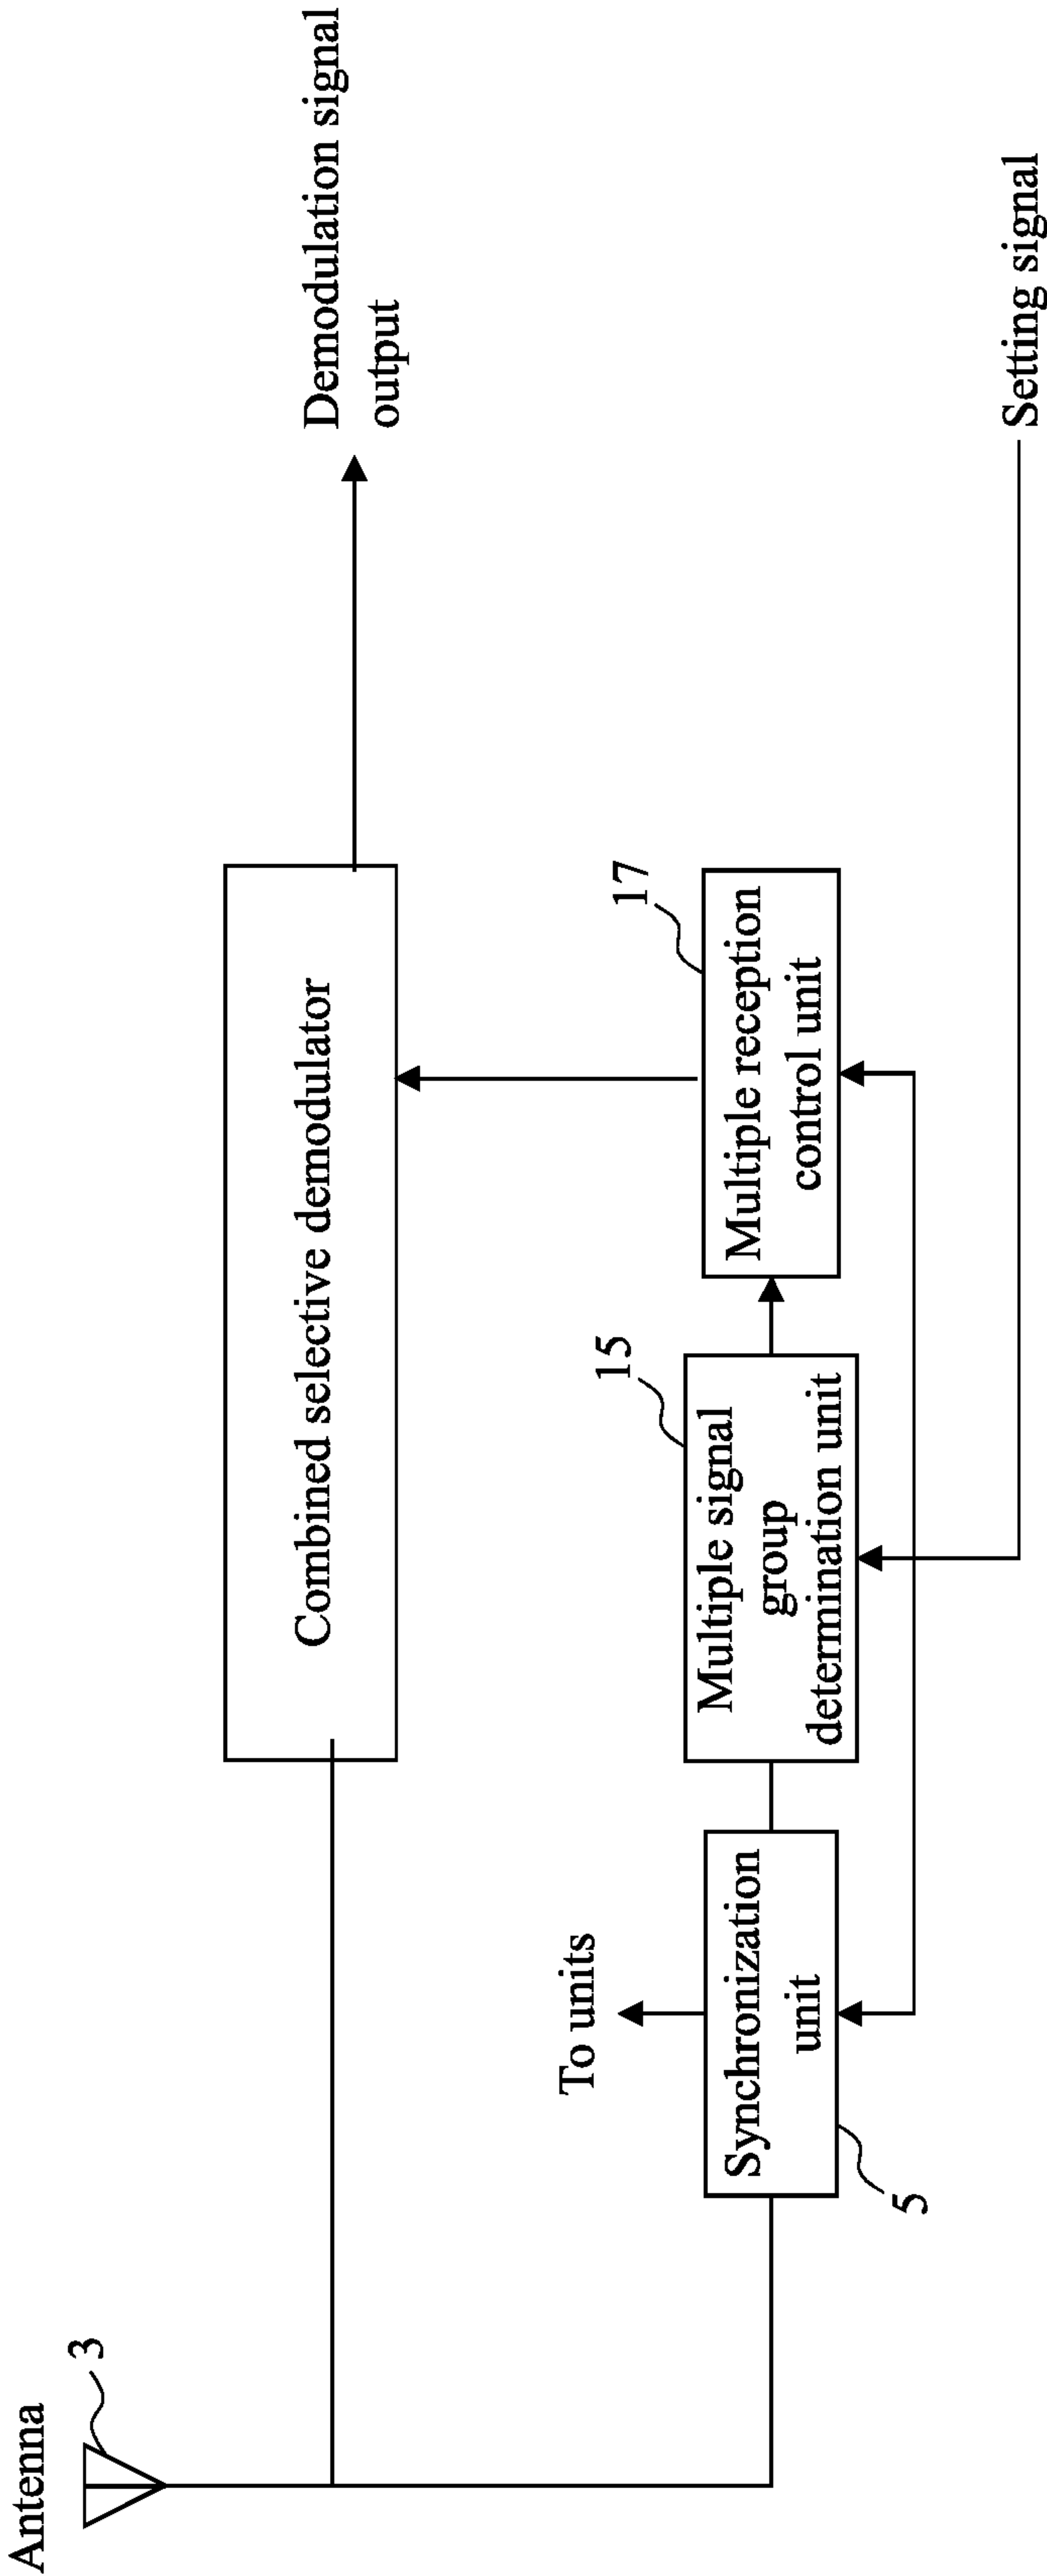 Antenna
3
Combined selective demodulator
Demodulation signal
output
To units
Synchronization
unit
5
Multiple signal
group
determination unit
15
Multiple reception
control unit
17
Setting signal